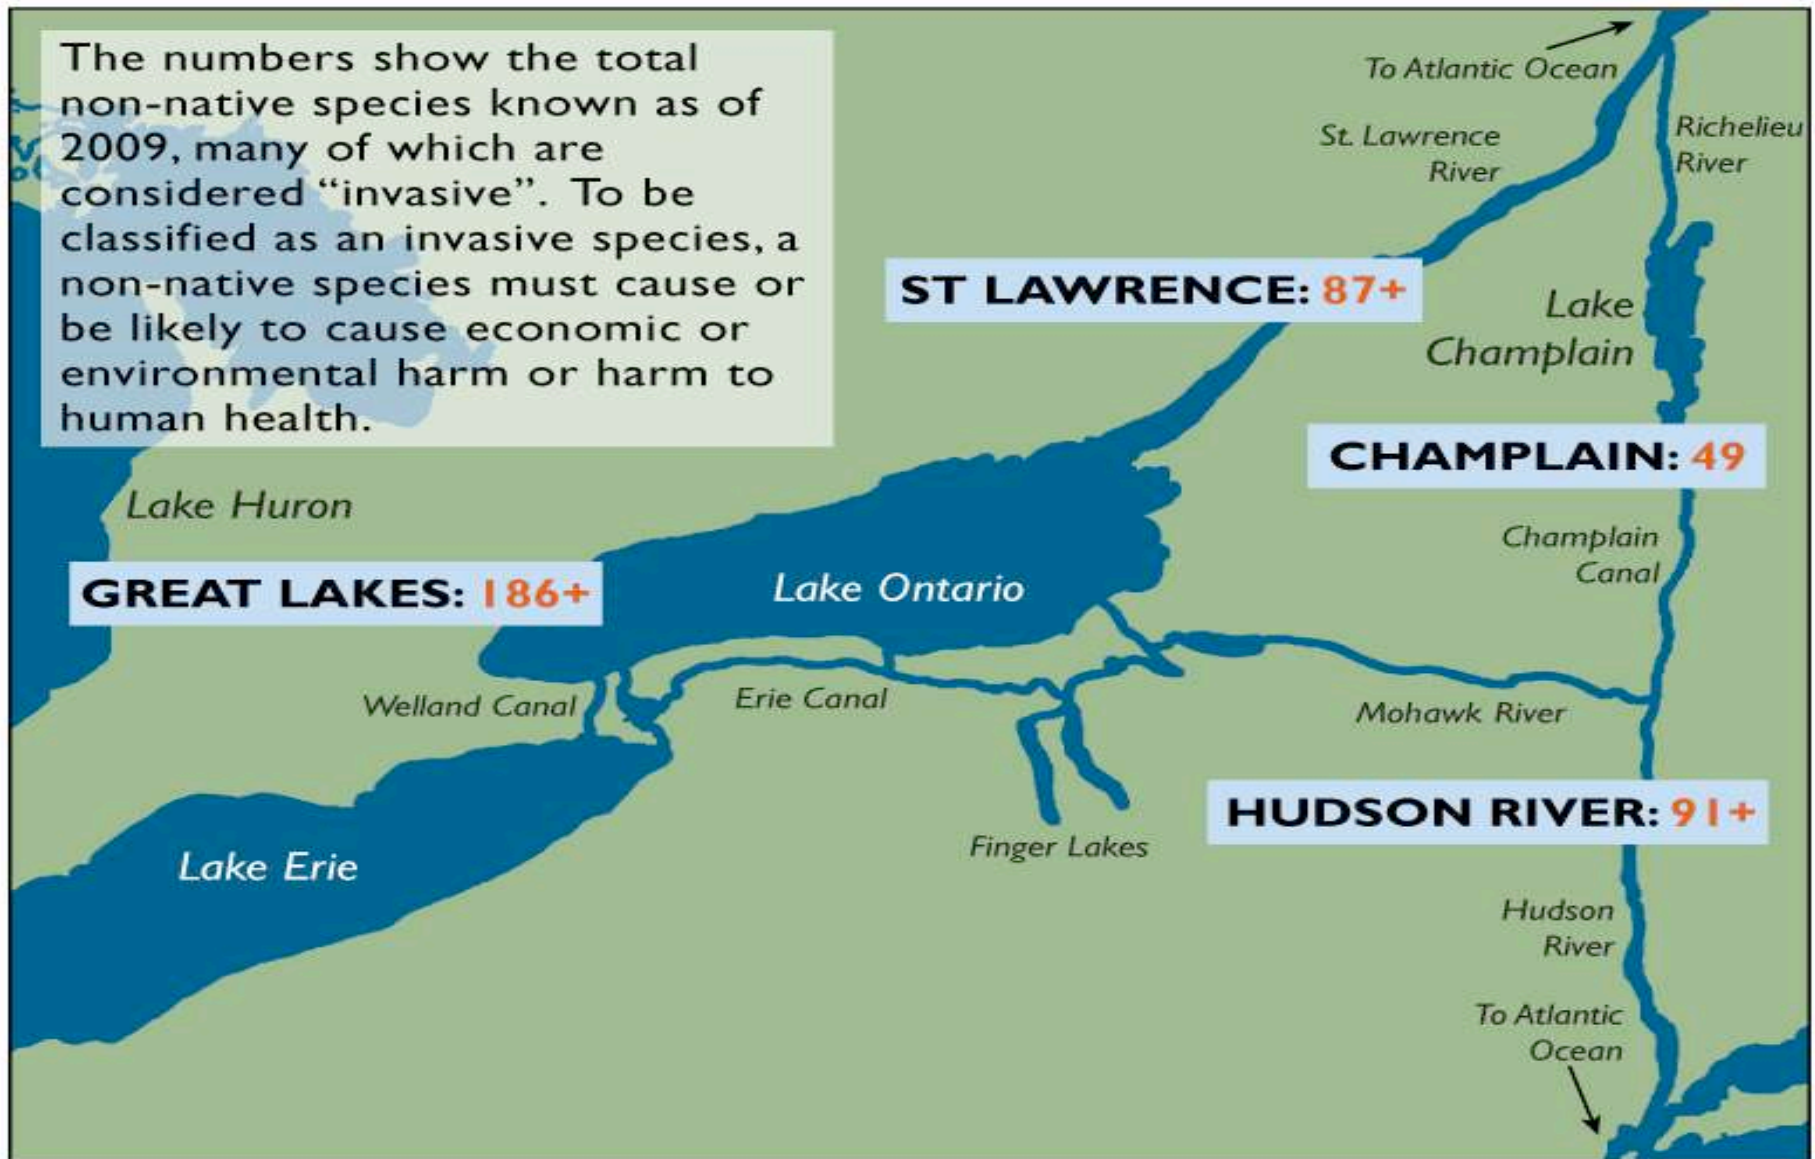 The numbers show the total
non-native species known as of
2009, many of which are
considered “invasive”. To be
classified as an invasive species, a
non-native species must cause or
be likely to cause economic or
environmental harm or harm to
human health.
To Atlantic Ocean
St. Lawrence
River
Richelieu
River
ST LAWRENCE: 87+
Lake
Champlain
CHAMPLAIN: 49
Lake Huron
Champlain
Canal
GREAT LAKES: 186+
Lake Ontario
Welland Canal
Erie Canal
Mohawk River
HUDSON RIVER: 91+
Finger Lakes
Lake Erie
Hudson
River
To Atlantic
Ocean